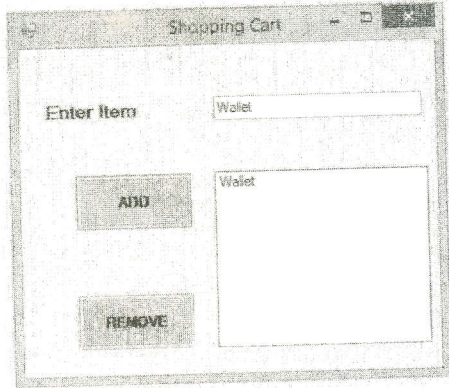 Shopping Cart
Enter Item
Wallet
ADD
Wallet
REMOVE